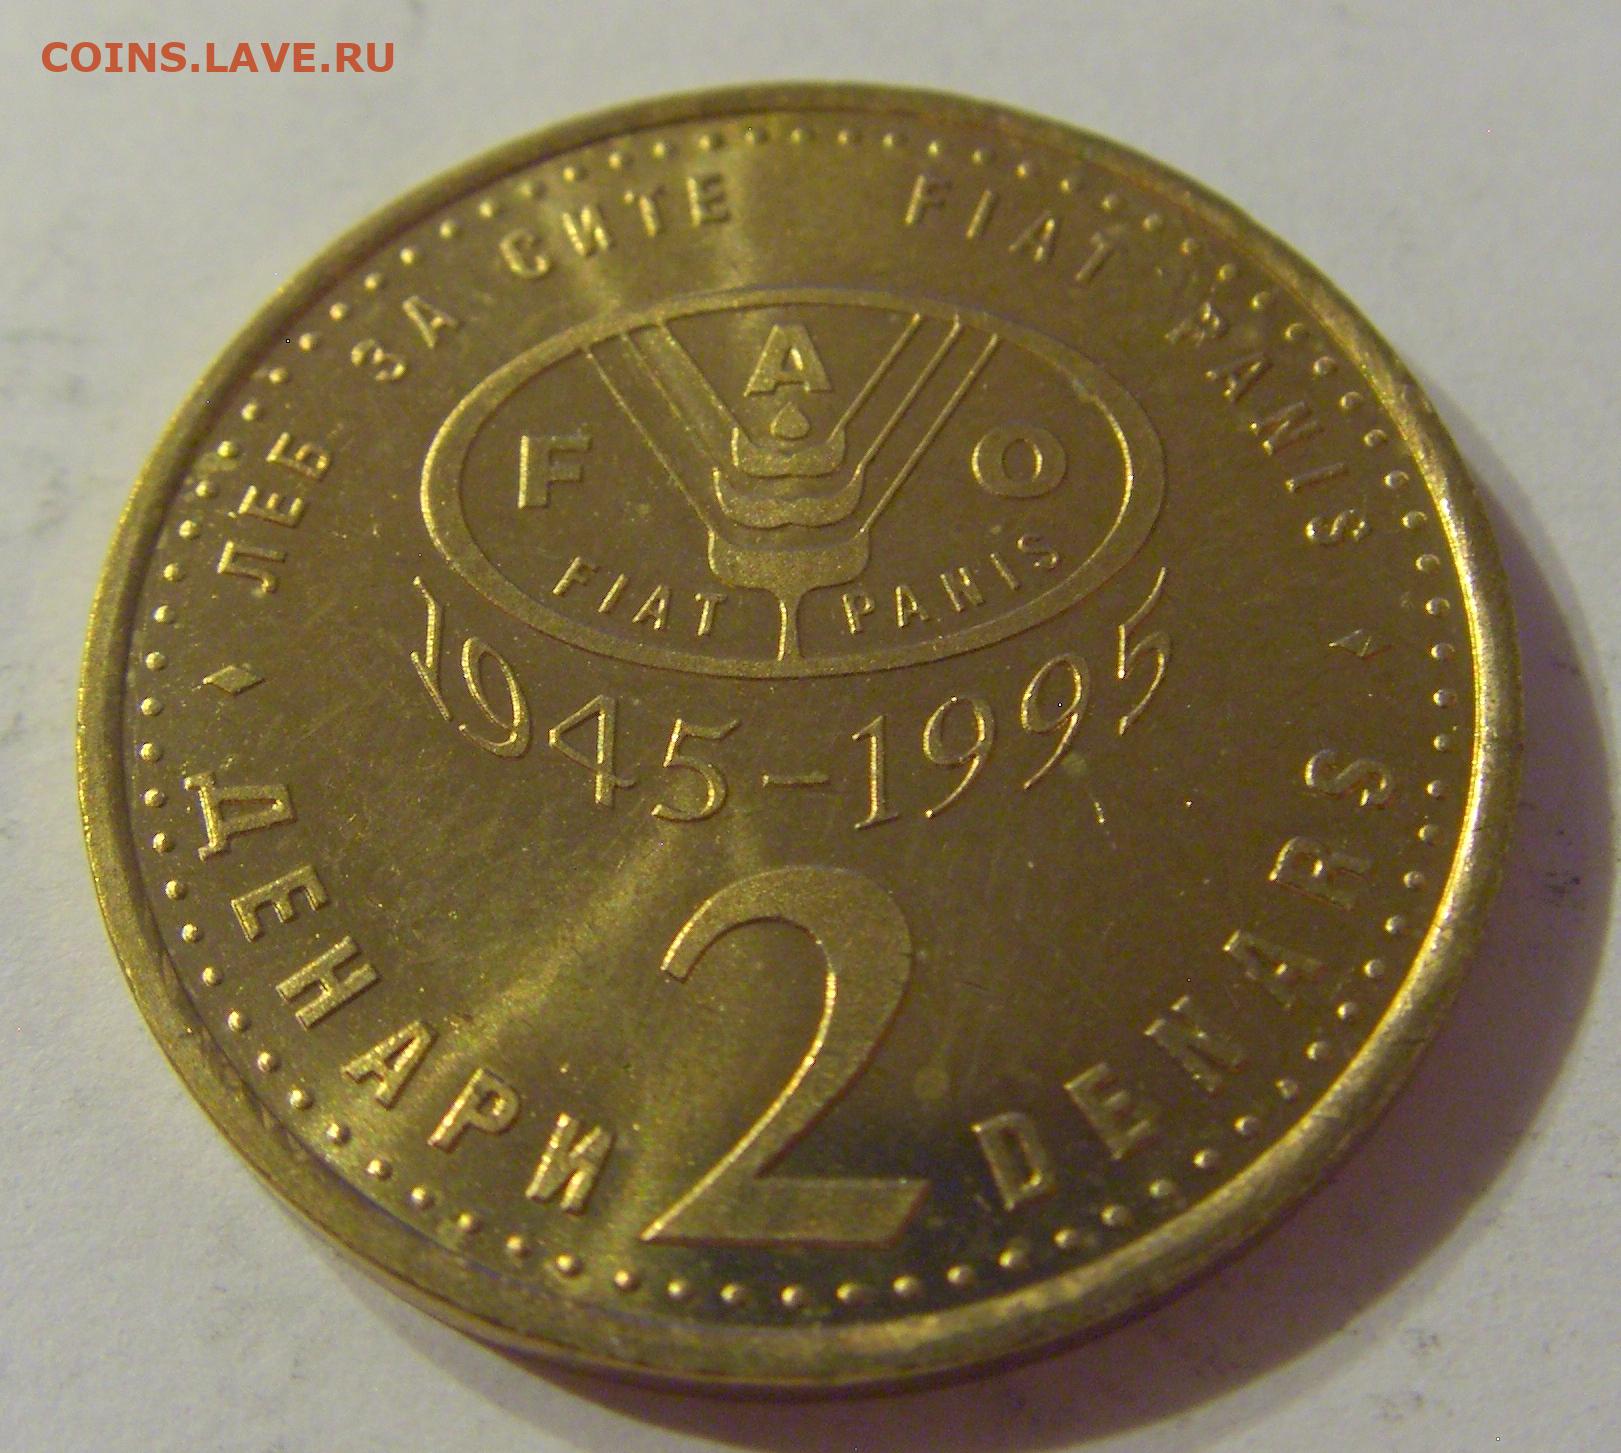 COINS.LAVE.RU
ЛЕБ ЗА СИТЕ FIAT PANIS
F A O
FIAT PANIS
1945-1995
2
ДЕНАРИ DENARS